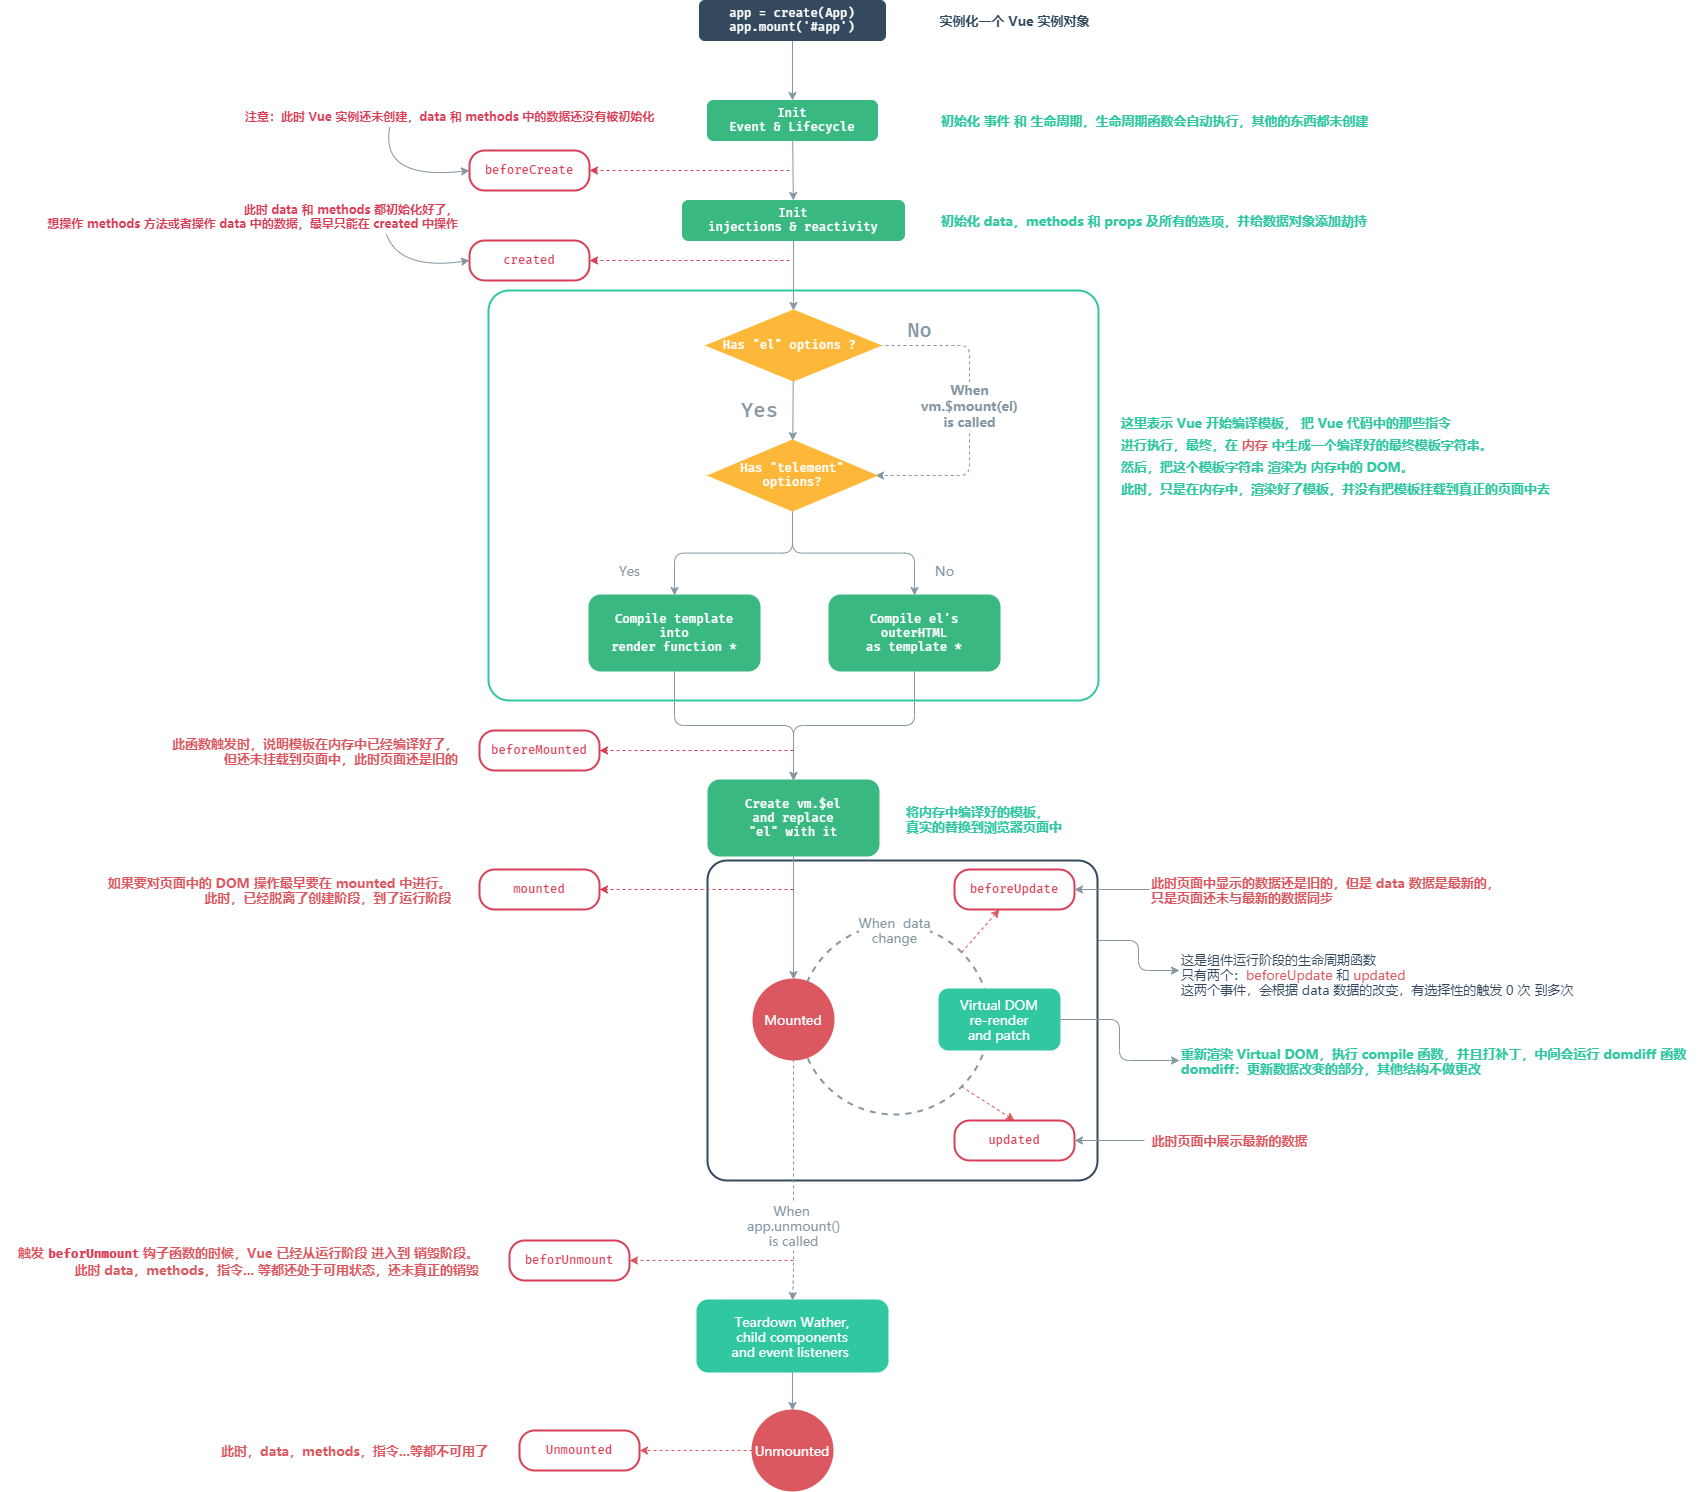 app = create(App)
app.mount('#app')
实例化一个 Vue 实例对象
注意：此时 Vue 实例还未创建，data 和 methods 中的数据还没有被初始化
Init
Event & Lifecycle
初始化 事件 和 生命周期，生命周期函数会自动执行，其他的东西都未创建
beforeCreate
此时 data 和 methods 都初始化好了，
想操作 methods 方法或者操作 data 中的数据，最早只能在 created 中操作
Init
injections & reactivity
初始化 data，methods 和 props 及所有的选项，并给数据对象添加劫持
created
Has "el" options ?
No
When
vm.$mount(el)
is called
Yes
Has "telement"
options?
这里表示 Vue 开始编译模板， 把 Vue 代码中的那些指令
进行执行，最终，在 内存 中生成一个编译好的最终模板字符串。
然后，把这个模板字符串 渲染为 内存中的 DOM。
此时，只是在内存中，渲染好了模板，并没有把模板挂载到真正的页面中去
Yes
No
Compile template
into
render function *
Compile el's
outerHTML
as template *
此函数触发时，说明模板在内存中已经编译好了，
但还未挂载到页面中，此时页面还是旧的
beforeMounted
Create vm.$el
and replace
"el" with it
将内存中编译好的模板，
真实的替换到浏览器页面中
如果要对页面中的 DOM 操作最早要在 mounted 中进行。
此时，已经脱离了创建阶段，到了运行阶段
mounted
beforeUpdate
此时页面中显示的数据还是旧的，但是 data 数据是最新的，
只是页面还未与最新的数据同步
When data
change
这是组件运行阶段的生命周期函数
只有两个：beforeUpdate 和 updated
这两个事件，会根据 data 数据的改变，有选择性的触发 0 次 到多次
Mounted
Virtual DOM
re-render
and patch
重新渲染 Virtual DOM，执行 compile 函数，并且打补丁，中间会运行 domdiff 函数
domdiff：更新数据改变的部分，其他结构不做更改
updated
此时页面中展示最新的数据
When
app.unmount()
is called
触发 beforUnmount 钩子函数的时候，Vue 已经从运行阶段 进入到 销毁阶段。
此时 data，methods，指令... 等都还处于可用状态，还未真正的销毁
beforUnmount
Teardown Wather,
child components
and event listeners
此时，data，methods，指令...等都不可用了
Unmounted
Unmounted